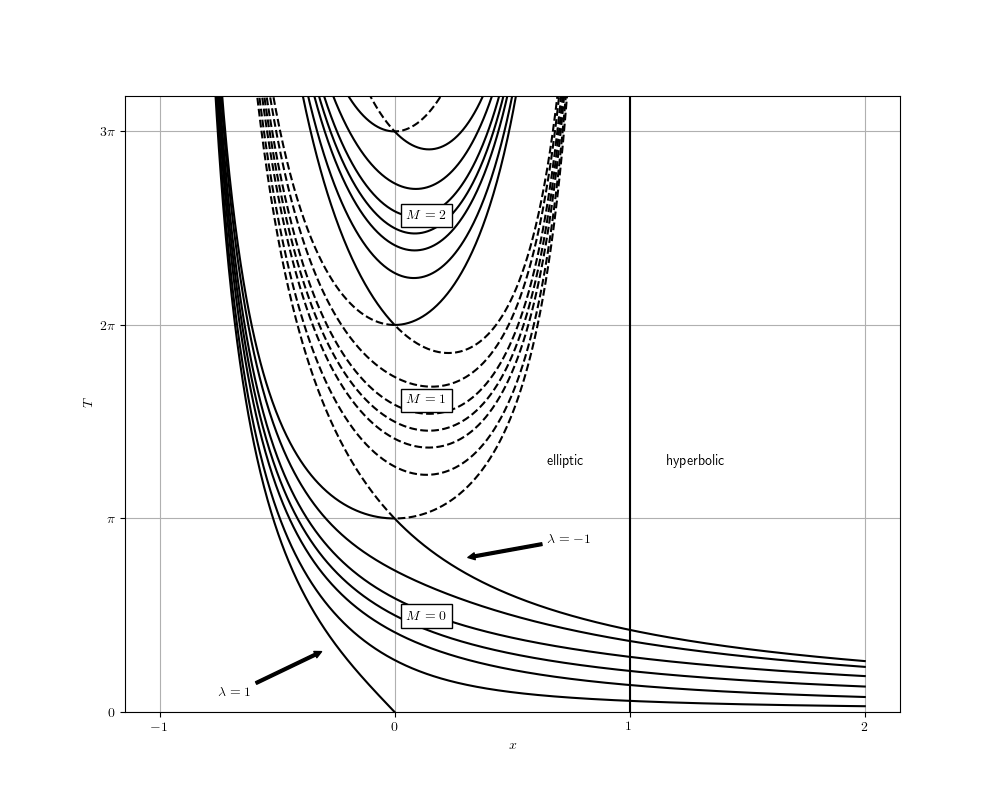 3π
M = 2
2π
T
M = 1
elliptic
hyperbolic
π
λ = −1
M = 0
λ = 1
0
−1
0
1
2
x